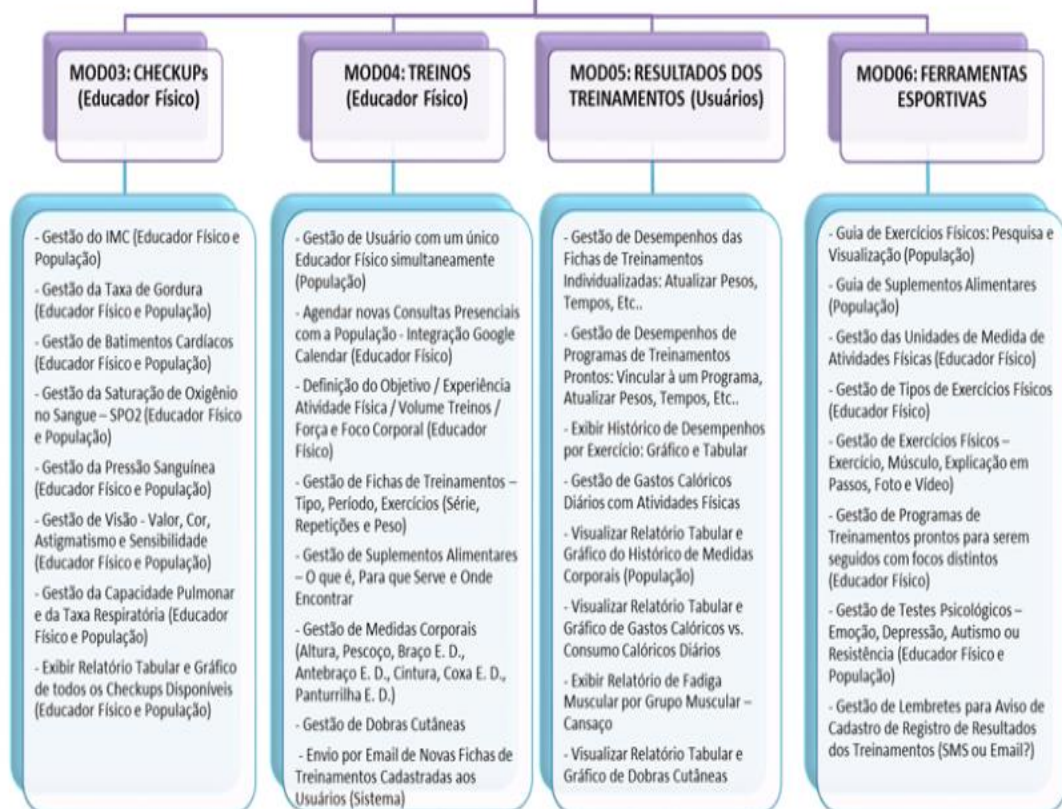 MOD03: CHECKUPs
(Educador Físico)
- Gestão do IMC (Educador Físico e
População)
- Gestão da Taxa de Gordura
(Educador Físico e População)
- Gestão de Batimentos Cardíacos
(Educador Físico e População)
- Gestão da Saturação de Oxigênio
no Sangue – SPO2 (Educador Físico
e População)
- Gestão da Pressão Sanguínea
(Educador Físico e População)
- Gestão de Visão - Valor, Cor,
Astigmatismo e Sensibilidade
(Educador Físico e População)
- Gestão da Capacidade Pulmonar
e da Taxa Respiratória (Educador
Físico e População)
- Exibir Relatório Tabular e Gráfico
de todos os Checkups Disponíveis
(Educador Físico e População)
MOD04: TREINOS
(Educador Físico)
- Gestão de Usuário com um único
Educador Físico simultaneamente
(População)
- Agendar novas Consultas Presenciais
com a População - Integração Google
Calendar (Educador Físico)
- Definição do Objetivo / Experiência
Atividade Física / Volume Treinos /
Força e Foco Corporal (Educador
Físico)
- Gestão de Fichas de Treinamentos –
Tipo, Período, Exercícios (Série,
Repetições e Peso)
- Gestão de Suplementos Alimentares
– O que é, Para que Serve e Onde
Encontrar
- Gestão de Medidas Corporais
(Altura, Pescoço, Braço E. D.,
Antebraço E. D., Cintura, Coxa E. D.,
Panturrilha E. D.)
- Gestão de Dobras Cutâneas
- Envio por Email de Novas Fichas de
Treinamentos Cadastradas aos
Usuários (Sistema)
MOD05: RESULTADOS DOS
TREINAMENTOS (Usuários)
- Gestão de Desempenhos das
Fichas de Treinamentos
Individualizadas: Atualizar Pesos,
Tempos, Etc..
- Gestão de Desempenhos de
Programas de Treinamentos
Prontos: Vincular à um Programa,
Atualizar Pesos, Tempos, Etc..
- Exibir Histórico de Desempenhos
por Exercício: Gráfico e Tabular
- Gestão de Gastos Calóricos
Diários com Atividades Físicas
- Visualizar Relatório Tabular e
Gráfico do Histórico de Medidas
Corporais (População)
- Visualizar Relatório Tabular e
Gráfico de Gastos Calóricos vs.
Consumo Calóricos Diários
- Exibir Relatório de Fadiga
Muscular por Grupo Muscular –
Cansaço
- Visualizar Relatório Tabular e
Gráfico de Dobras Cutâneas
MOD06: FERRAMENTAS
ESPORTIVAS
- Guia de Exercícios Físicos: Pesquisa e
Visualização (População)
- Guia de Suplementos Alimentares
(População)
- Gestão das Unidades de Medida de
Atividades Físicas (Educador Físico)
- Gestão de Tipos de Exercícios Físicos
(Educador Físico)
- Gestão de Exercícios Físicos –
Exercício, Músculo, Explicação em
Passos, Foto e Vídeo)
- Gestão de Programas de
Treinamentos prontos para serem
seguidos com focos distintos
(Educador Físico)
- Gestão de Testes Psicológicos –
Emoção, Depressão, Autismo ou
Resistência (Educador Físico e
População)
- Gestão de Lembretes para Aviso de
Cadastro de Registro de Resultados
dos Treinamentos (SMS ou Email?)